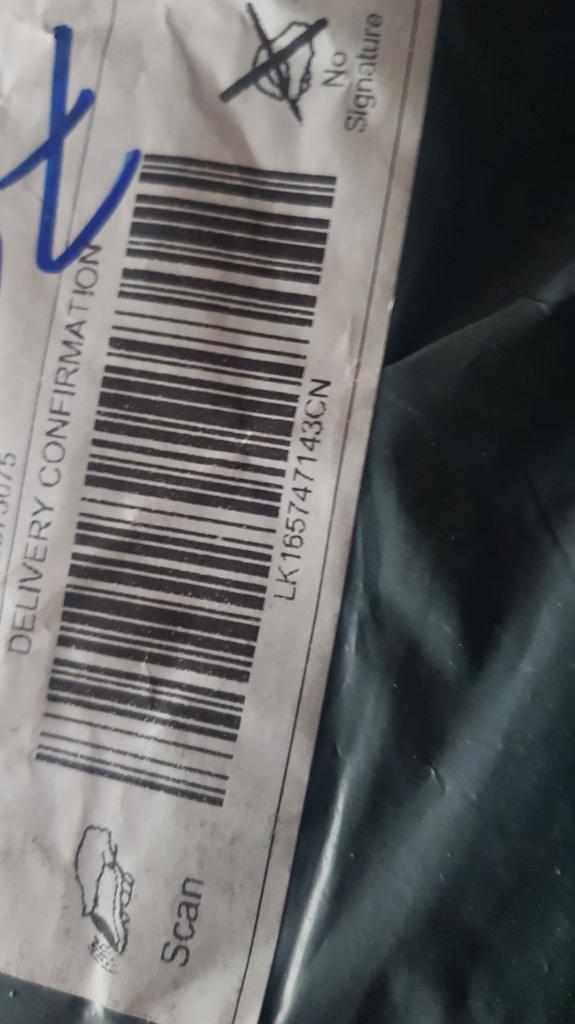 DELIVERY CONFIRMATION
Scan
LK165747143CN
No
Signature